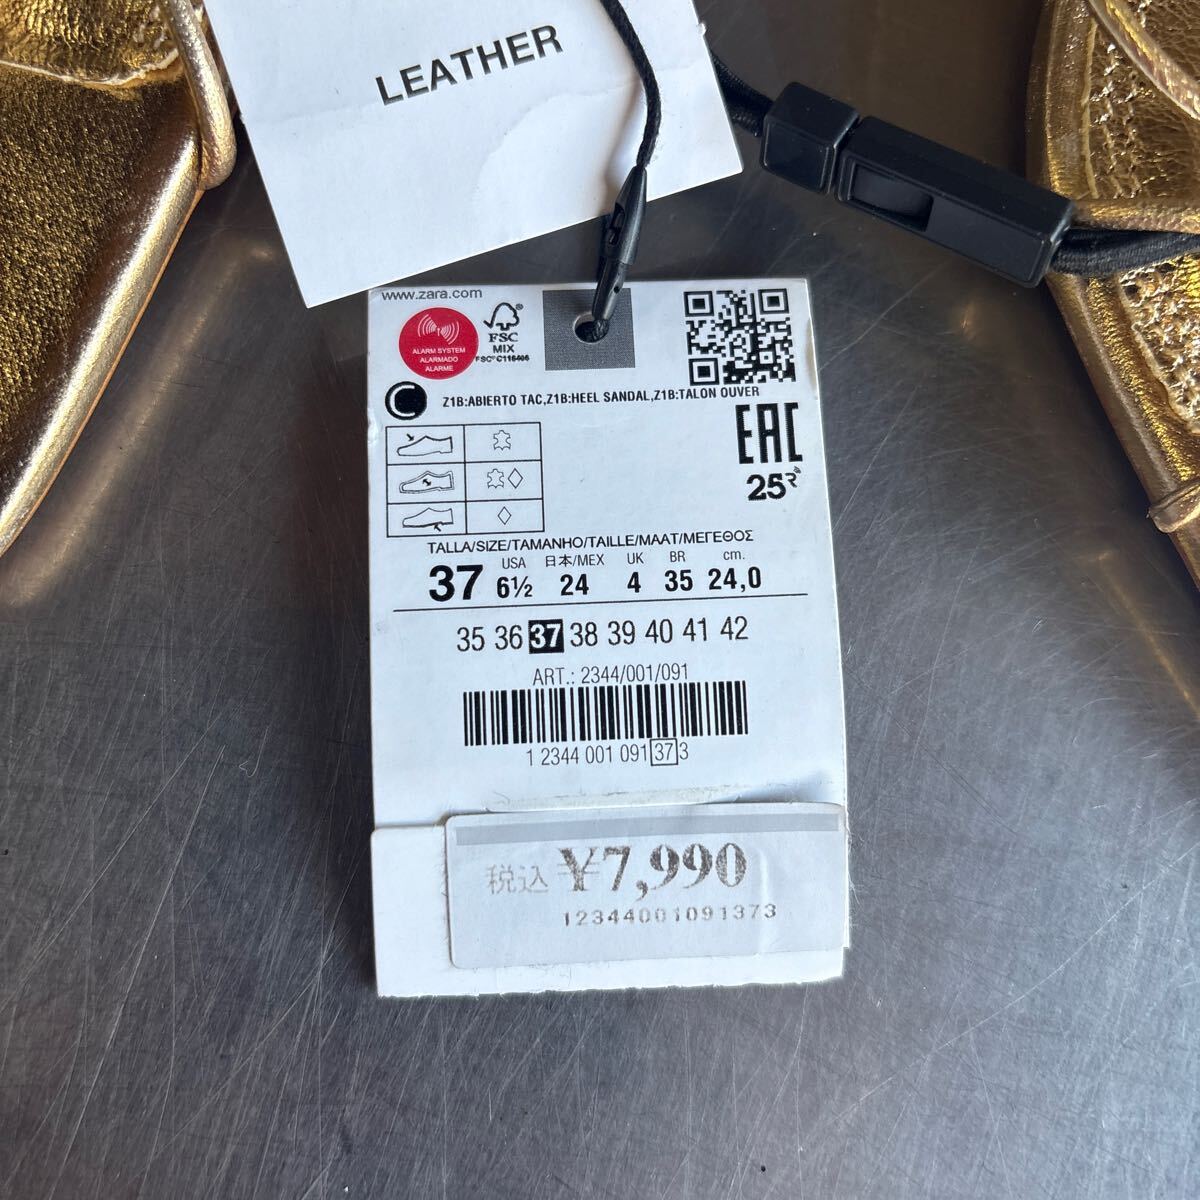 LEATHER
www.zara.com
ALARM SYSTEM
ALARMADO
ALARME
FSC
MIX
FSC® C118406
C
Z1B:ABIERTO TAC,Z1B:HEEL SANDAL,Z1B:TALON OUVER
EAC
25
TALLA/SIZE/TAMANHO/TAILLE/MAAT/ΜΕΓΕΘΟΣ
USA 日本/MEX UK BR cm.
37 6½ 24 4 35 24,0
35 36 37 38 39 40 41 42
ART.: 2344/001/091
1 2344 001 091 37 3
税込 ¥7,990
12344001091373